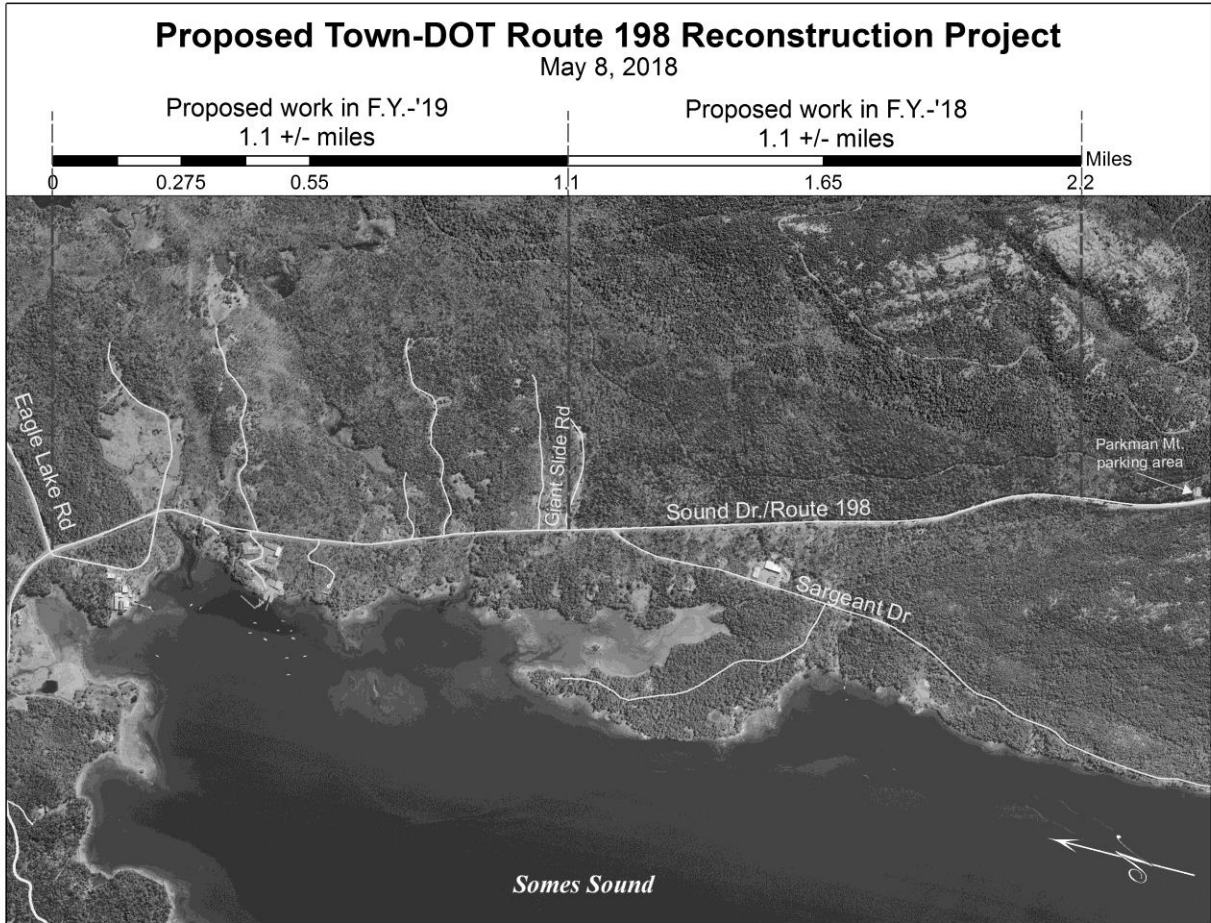 Proposed Town-DOT Route 198 Reconstruction Project
May 8, 2018
Proposed work in F.Y.-'19
1.1 +/- miles
Proposed work in F.Y.-'18
1.1 +/- miles
Miles
0 0.275 0.55 1.1 1.65 2.2
Eagle Lake Rd
Giant Slide Rd
Parkman Mt.
parking area
Sound Dr./Route 198
Sargeant Dr
Somes Sound